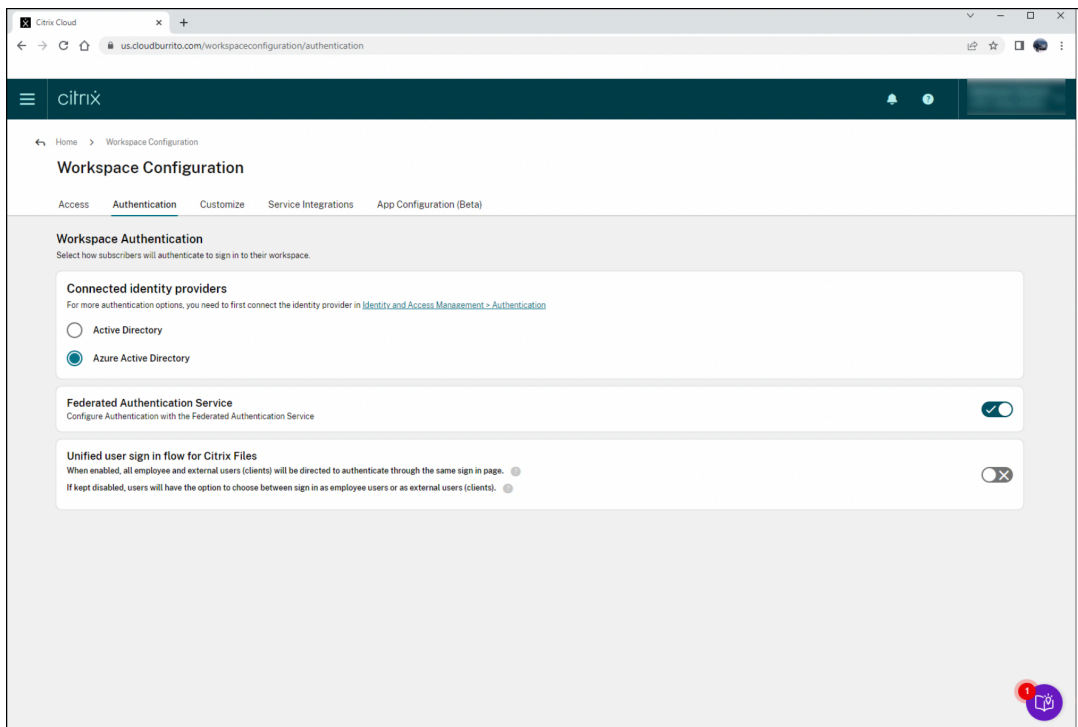 Citrix Cloud
us.cloudburrito.com/workspaceconfiguration/authentication
citrix
Home > Workspace Configuration
Workspace Configuration
Access Authentication Customize Service Integrations App Configuration (Beta)
Workspace Authentication
Select how subscribers will authenticate to sign in to their workspace.
Connected identity providers
For more authentication options, you need to first connect the identity provider in Identity and Access Management > Authentication
Active Directory
Azure Active Directory
Federated Authentication Service
Configure Authentication with the Federated Authentication Service
Unified user sign in flow for Citrix Files
When enabled, all employee and external users (clients) will be directed to authenticate through the same sign in page. ?
If kept disabled, users will have the option to choose between sign in as employee users or as external users (clients). ?
1